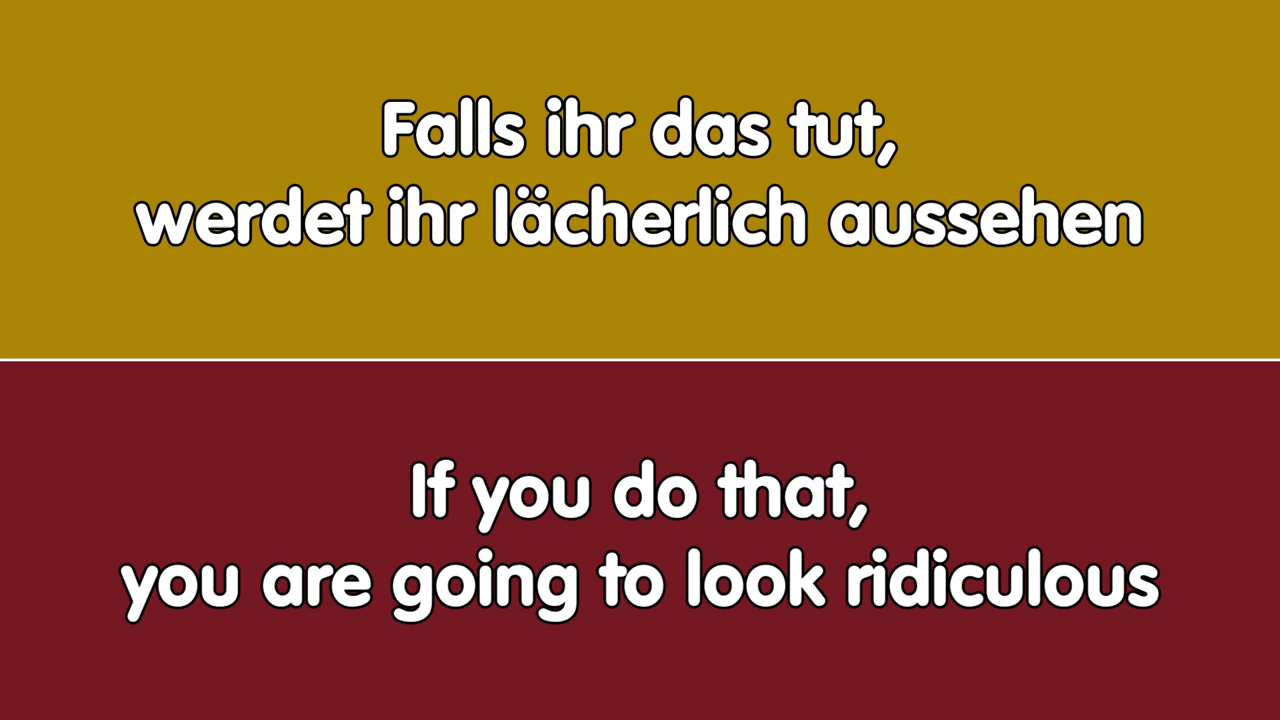 Falls ihr das tut,
werdet ihr lächerlich aussehen
If you do that,
you are going to look ridiculous